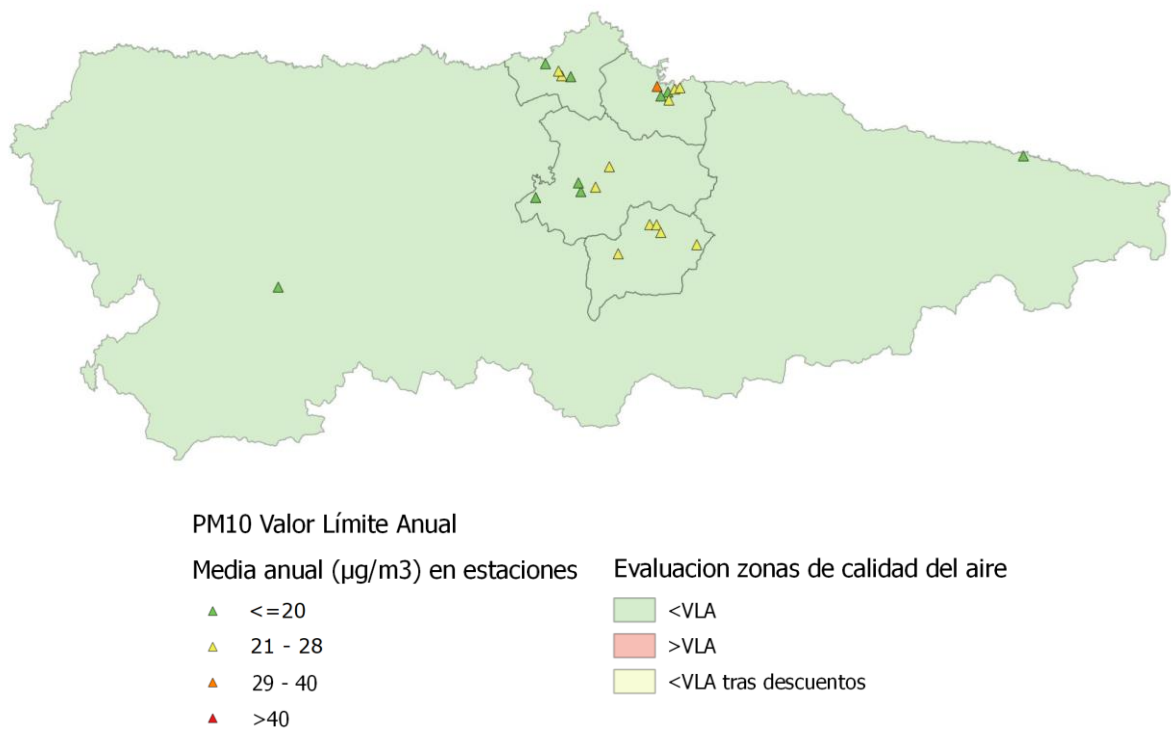 PM10 Valor Límite Anual
Media anual (µg/m3) en estaciones
<=20
21 - 28
29 - 40
>40
Evaluacion zonas de calidad del aire
<VLA
>VLA
<VLA tras descuentos